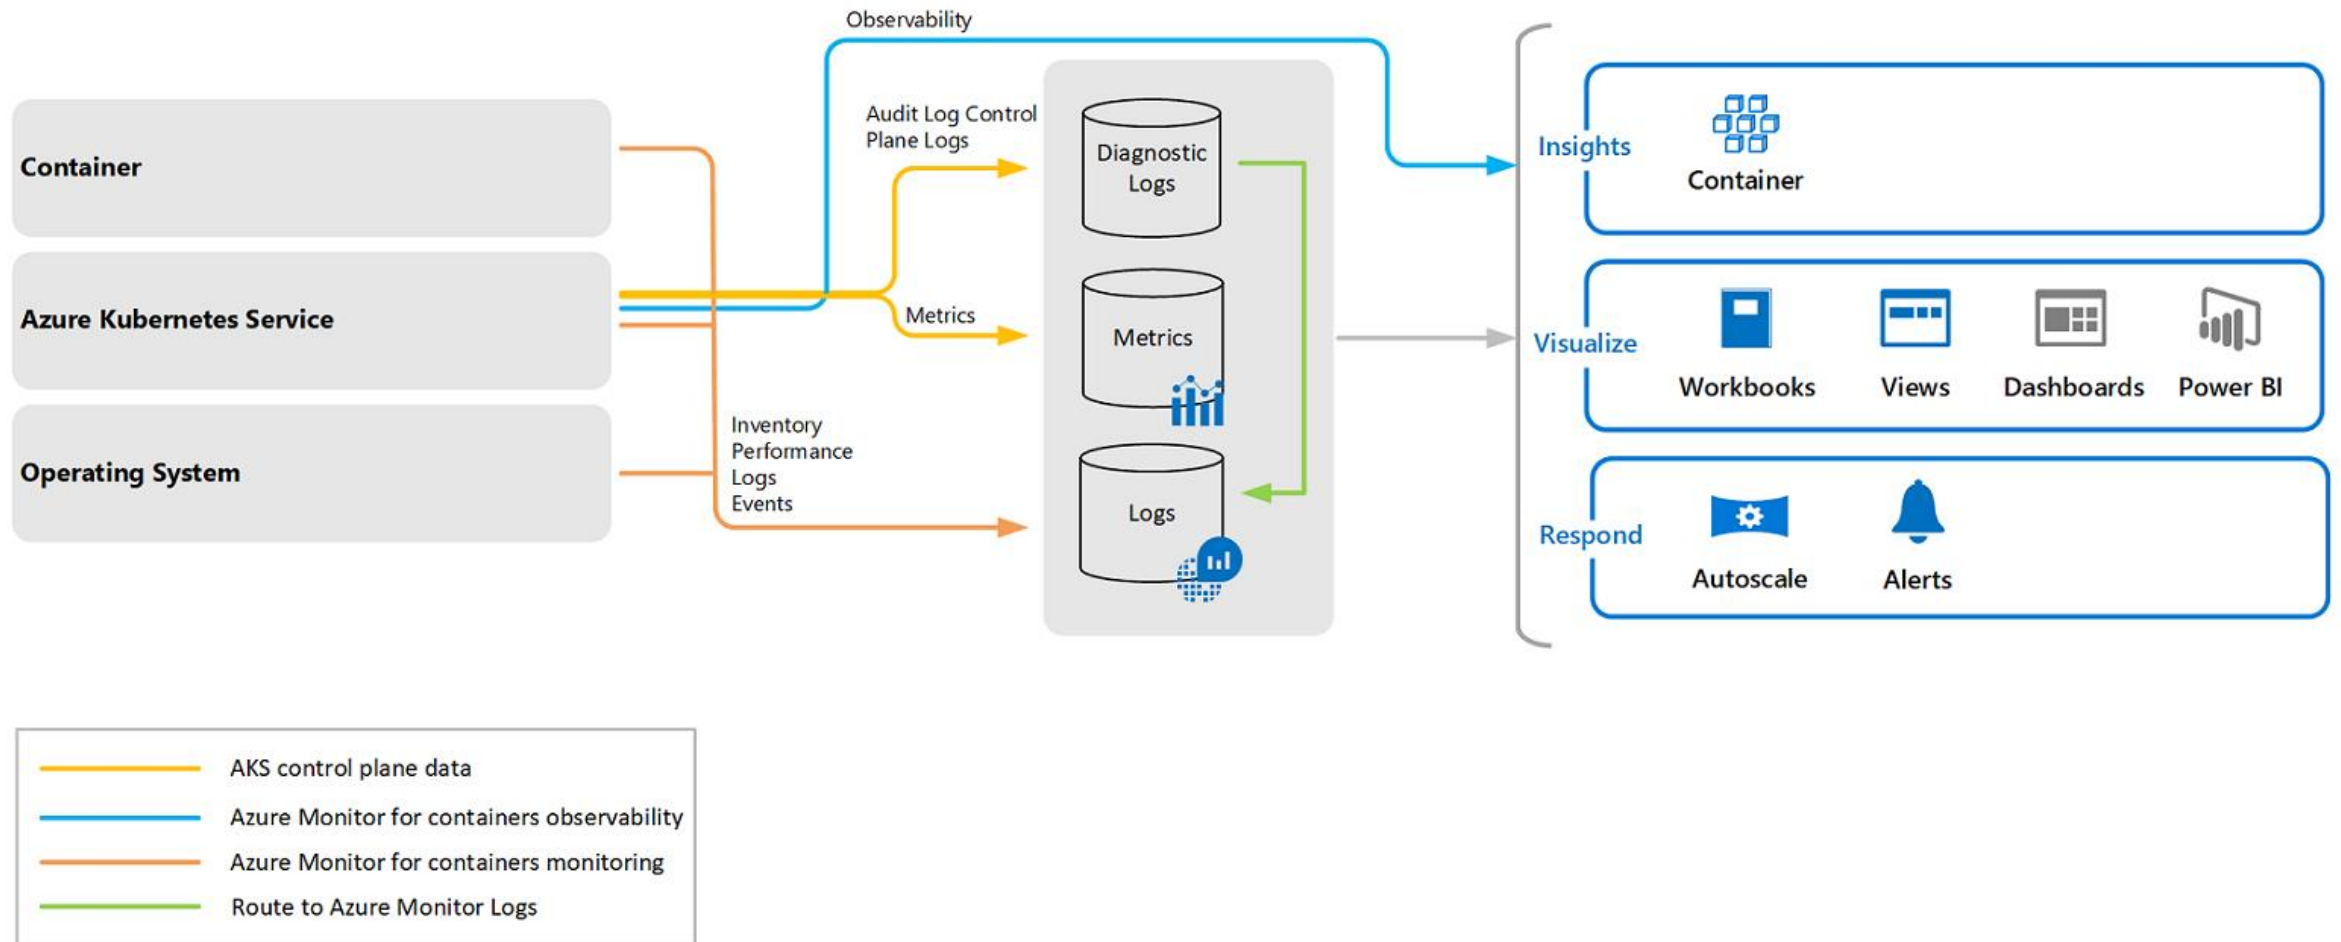 Observability
Audit Log Control
Plane Logs
Container
Azure Kubernetes Service
Operating System
Metrics
Inventory
Performance
Logs
Events
Diagnostic
Logs
Metrics
Logs
Insights
Container
Visualize
Workbooks
Views
Dashboards
Power BI
Respond
Autoscale
Alerts
AKS control plane data
Azure Monitor for containers observability
Azure Monitor for containers monitoring
Route to Azure Monitor Logs